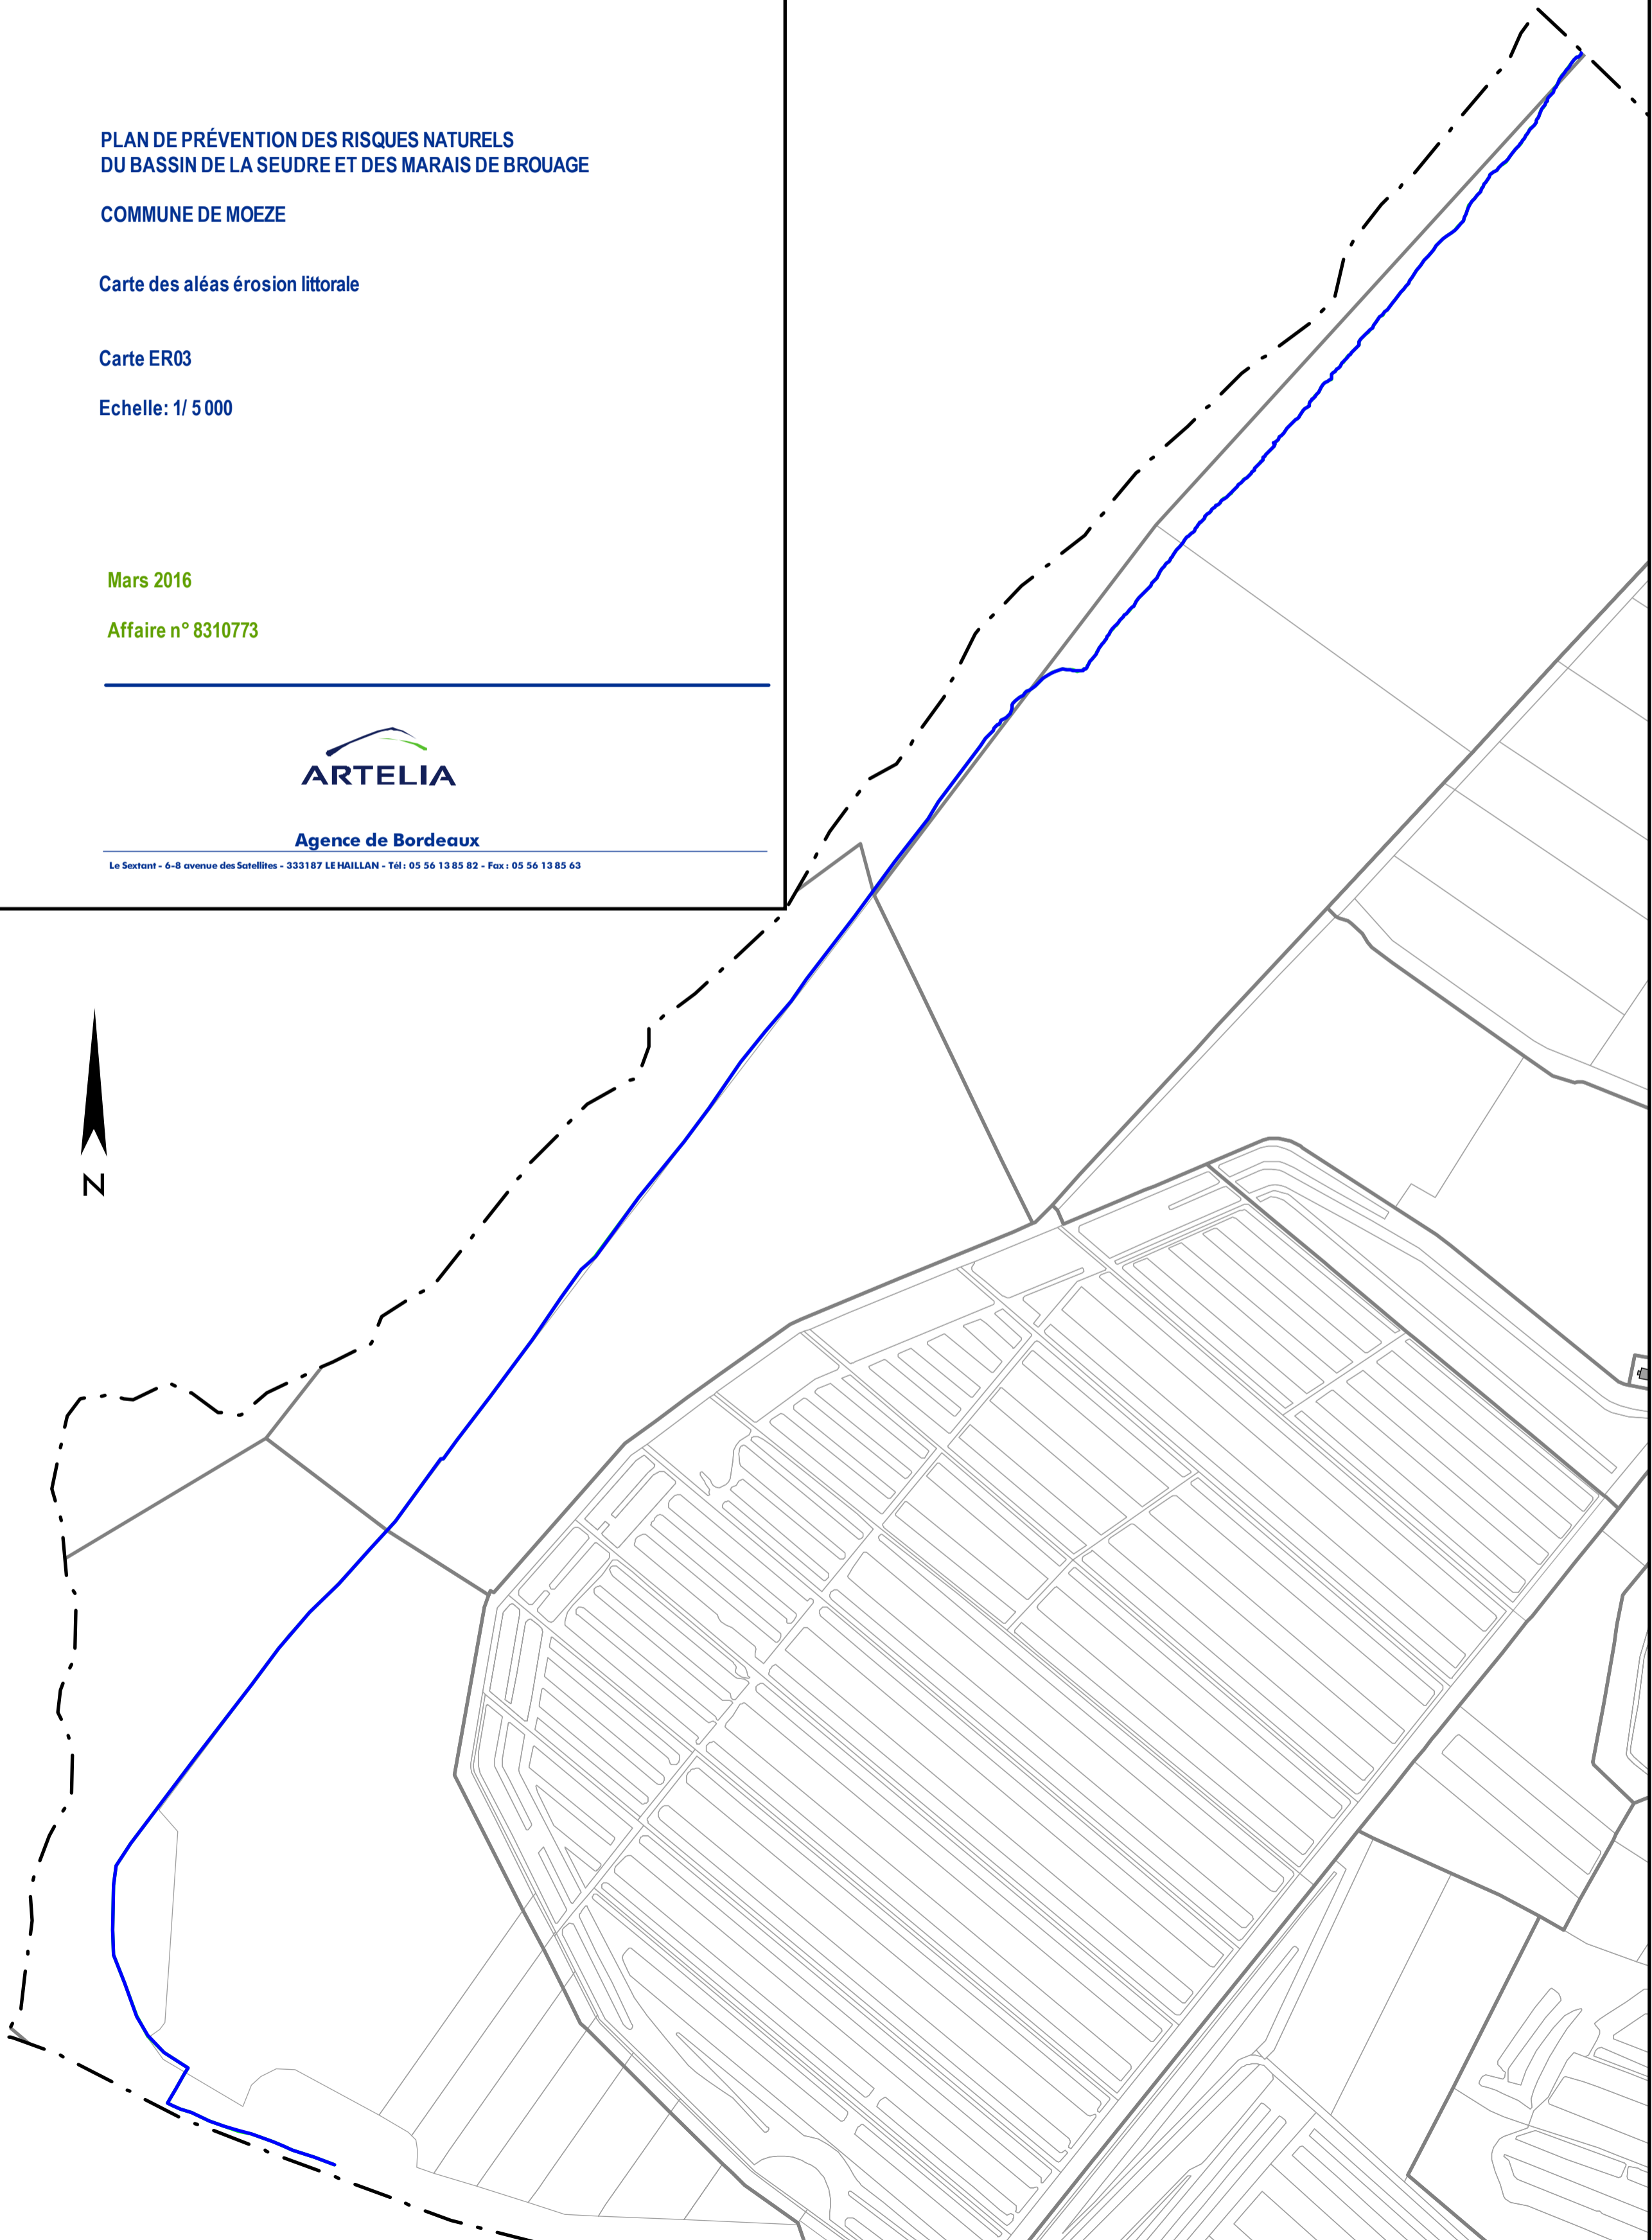 PLAN DE PRÉVENTION DES RISQUES NATURELS
DU BASSIN DE LA SEUDRE ET DES MARAIS DE BROUAGE
COMMUNE DE MOEZE
Carte des aléas érosion littorale
Carte ER03
Echelle: 1/ 5 000
Mars 2016
Affaire n° 8310773
ARTELIA
Agence de Bordeaux
Le Sextant - 6-8 avenue des Satellites - 333187 LE HAILLAN - Tél : 05 56 13 85 82 - Fax : 05 56 13 85 63
N